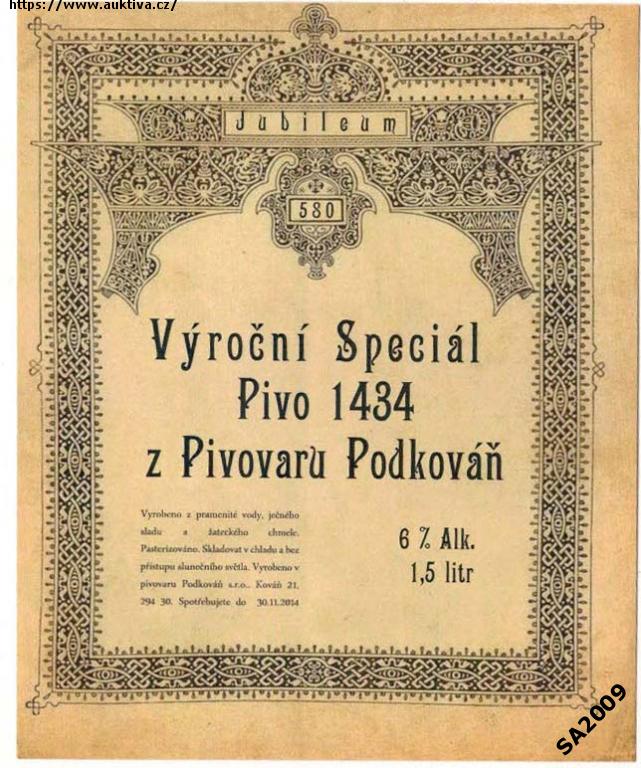 https://www.auktiva.cz/
Jubileum
580
Výroční Speciál
Pivo 1434
z Pivovaru Podkováň
Vyrobeno z pramenité vody, ječného
sladu a žateckého chmele.
Pasterizováno. Skladovat v chladu a bez
přístupu slunečního světla. Vyrobeno v
pivovaru Podkováň s.r.o., Kováň 21,
294 30. Spotřebujete do 30.11.2014
6 % Alk.
1,5 litr
SA2009